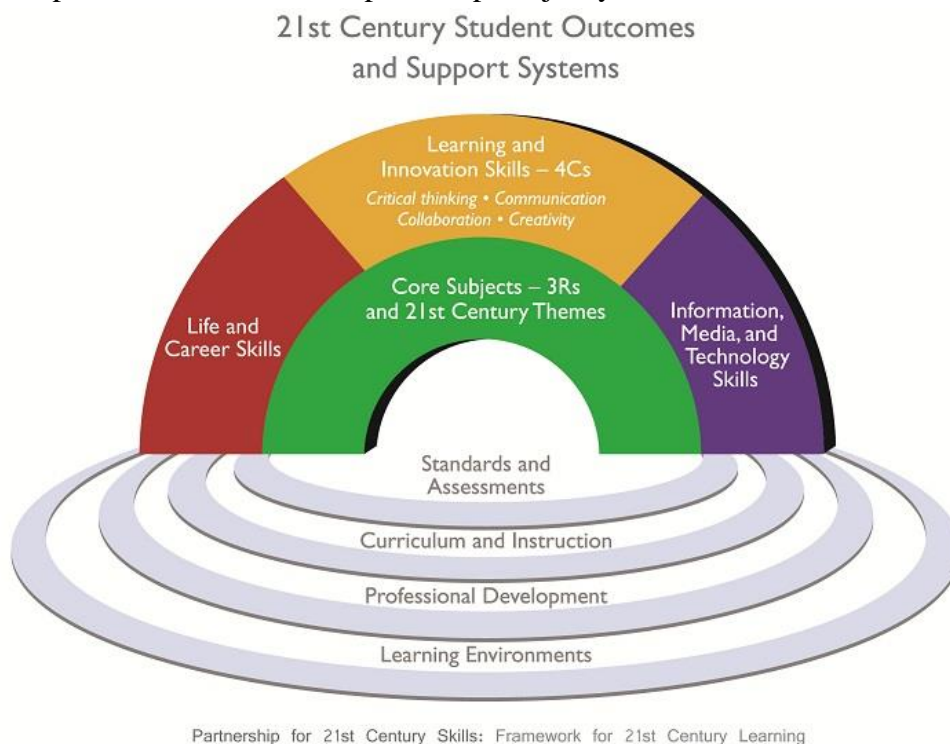 21st Century Student Outcomes
and Support Systems
Learning and
Innovation Skills – 4Cs
Critical thinking • Communication
Collaboration • Creativity
Core Subjects – 3Rs
and 21st Century Themes
Life and
Career Skills
Information,
Media, and
Technology
Skills
Standards and
Assessments
Curriculum and Instruction
Professional Development
Learning Environments
Partnership for 21st Century Skills: Framework for 21st Century Learning